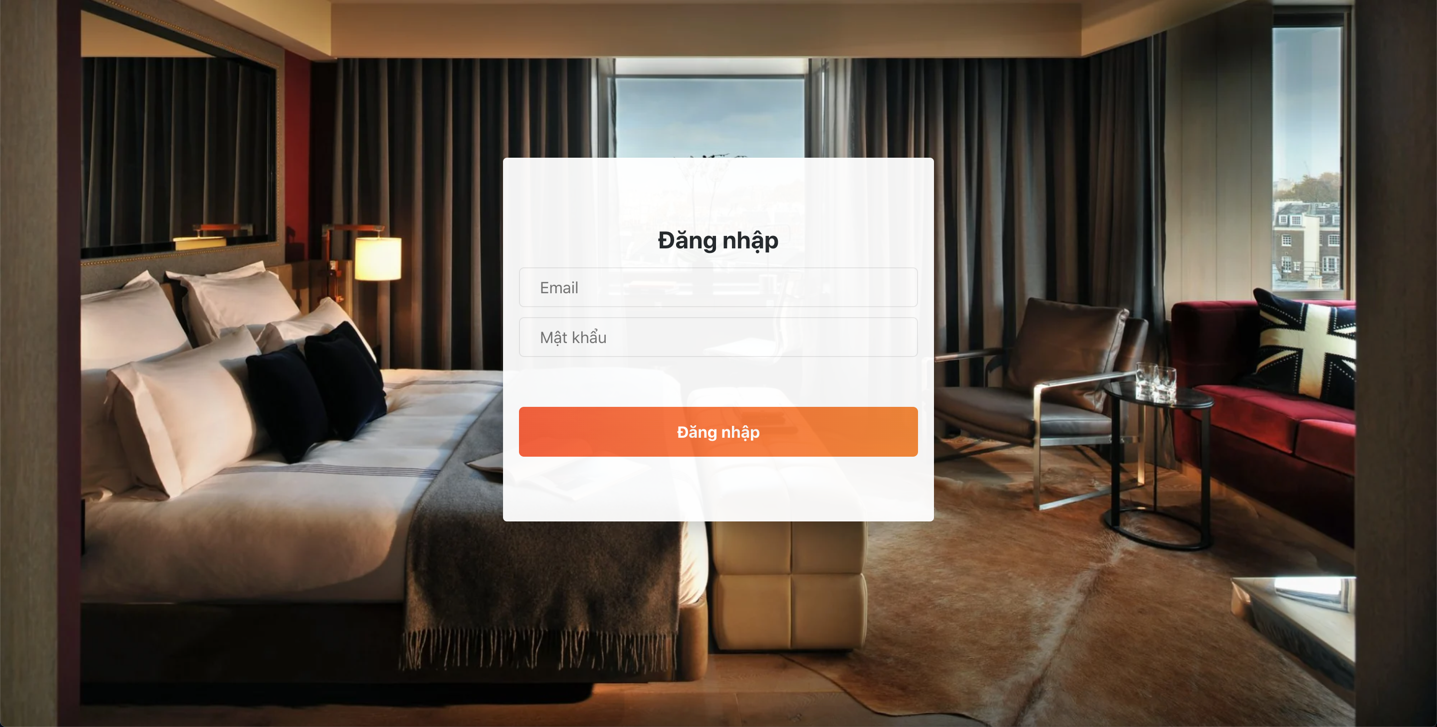 Đăng nhập
Email
Mật khẩu
Đăng nhập